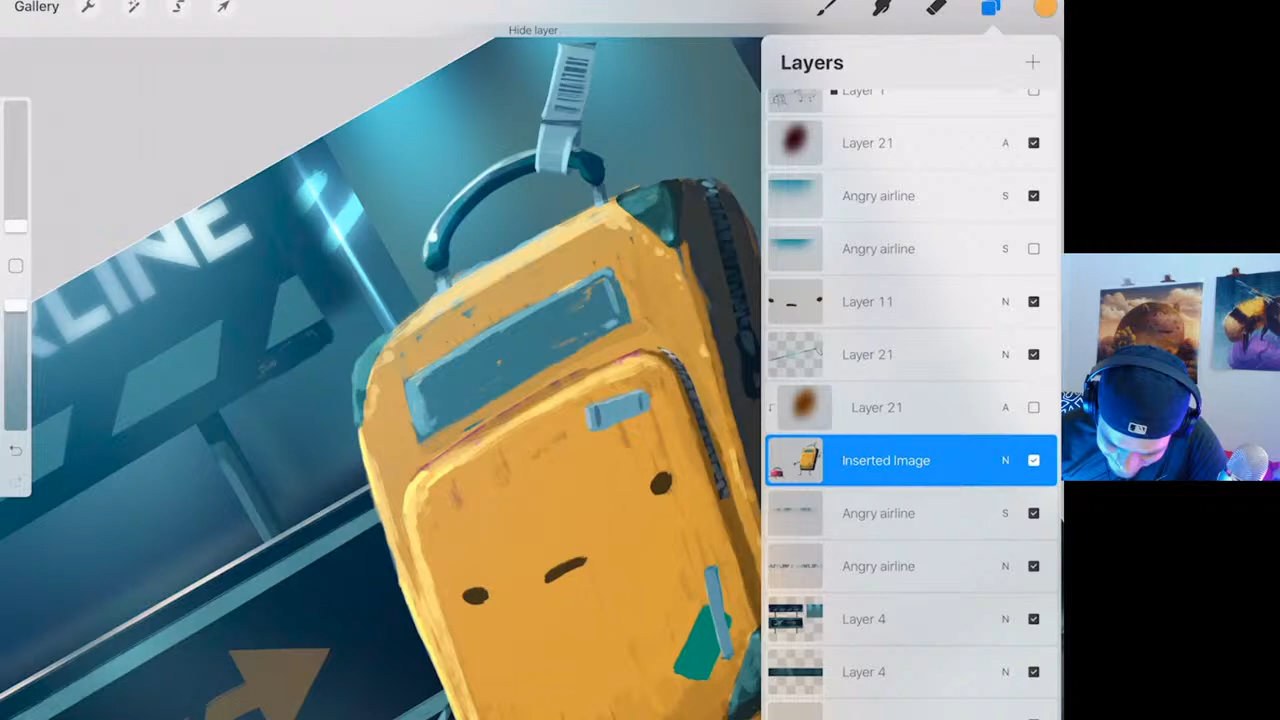 Gallery
Hide layer
Layers
Layer 1
Layer 21 A
Angry airline S
Angry airline S
Layer 11 N
Layer 21 N
Layer 21 A
Inserted Image N
Angry airline S
Angry airline N
Layer 4 N
Layer 4 N
RLINE